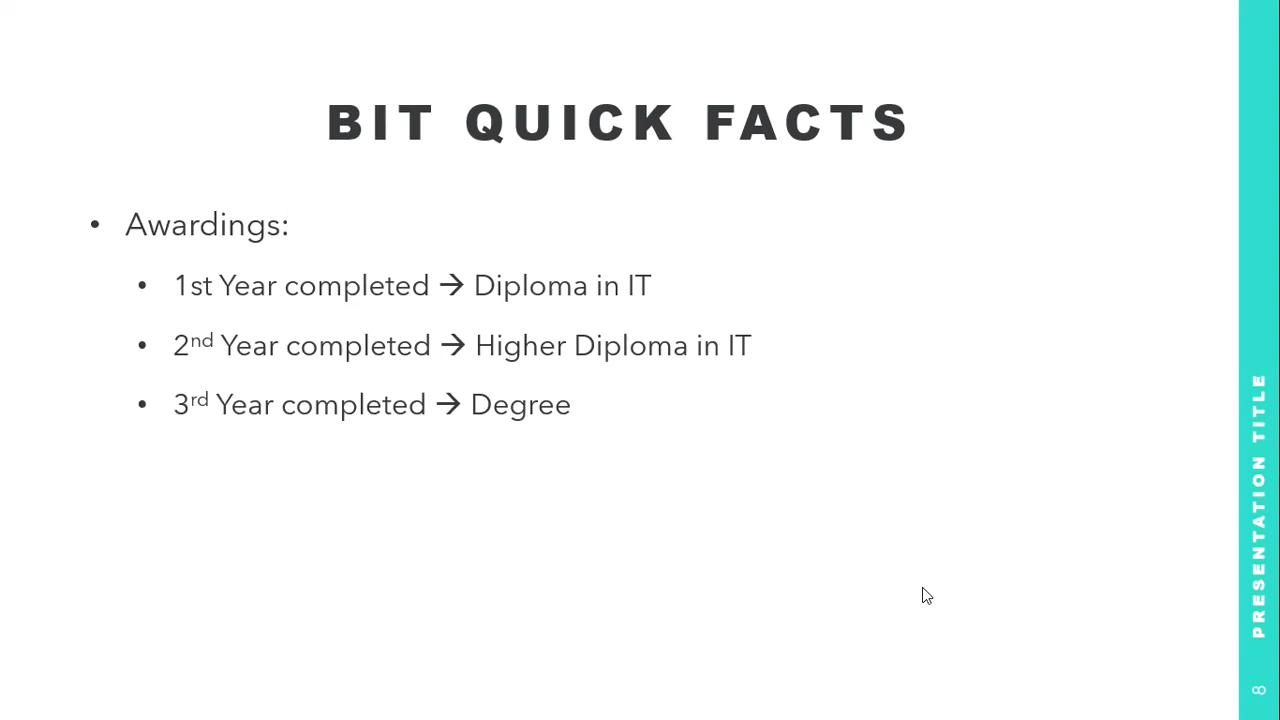 BIT QUICK FACTS
• Awardings:
• 1st Year completed → Diploma in IT
• 2nd Year completed → Higher Diploma in IT
• 3rd Year completed → Degree
PRESENTATION TITLE
8